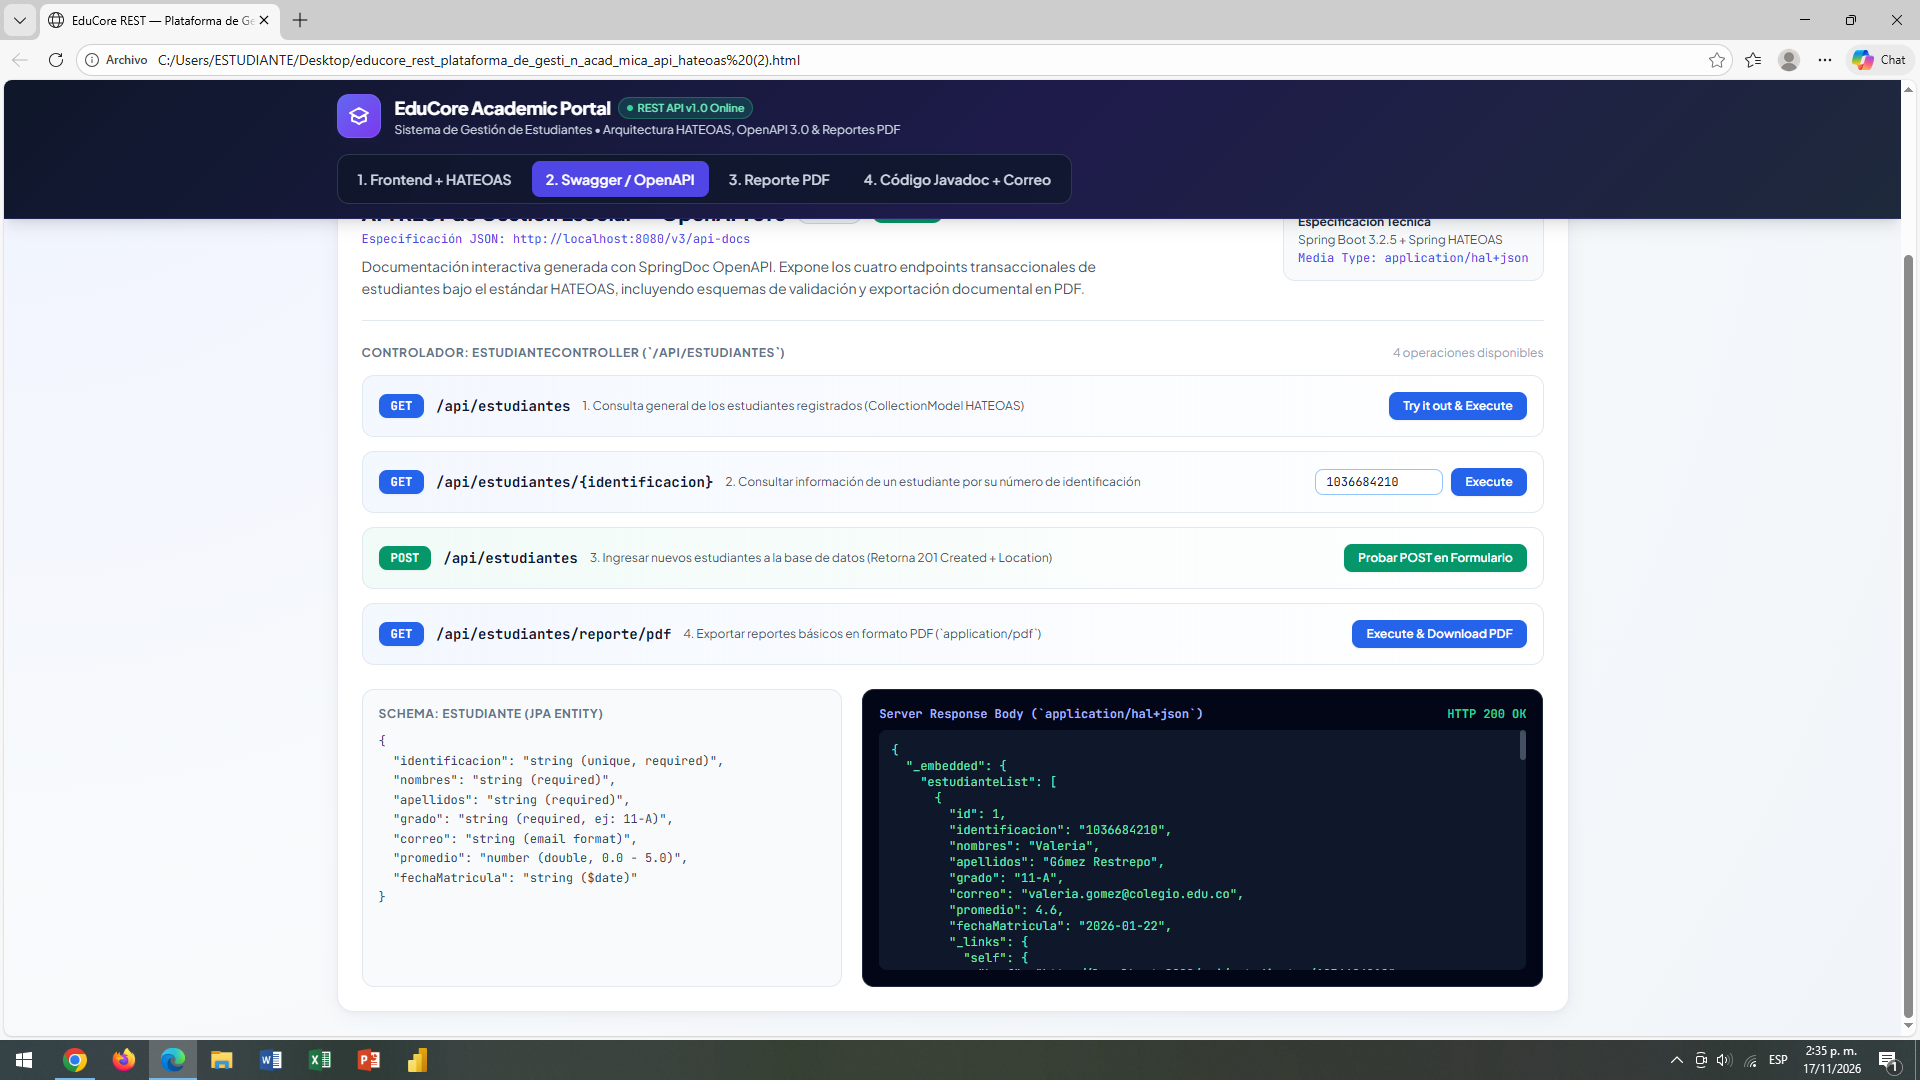 EduCore REST — Plataforma de Ge
Archivo
C:/Users/ESTUDIANTE/Desktop/educore_rest_plataforma_de_gesti_n_acad_mica_api_hateoas%20(2).html
Chat
EduCore Academic Portal
REST API v1.0 Online
Sistema de Gestión de Estudiantes • Arquitectura HATEOAS, OpenAPI 3.0 & Reportes PDF
1. Frontend + HATEOAS
2. Swagger / OpenAPI
3. Reporte PDF
4. Código Javadoc + Correo
Especificación Técnica
Especificación JSON: http://localhost:8080/v3/api-docs
Spring Boot 3.2.5 + Spring HATEOAS
Media Type: application/hal+json
Documentación interactiva generada con SpringDoc OpenAPI. Expone los cuatro endpoints transaccionales de
estudiantes bajo el estándar HATEOAS, incluyendo esquemas de validación y exportación documental en PDF.
CONTROLADOR: ESTUDIANTECONTROLLER (`/API/ESTUDIANTES`)
4 operaciones disponibles
GET /api/estudiantes 1. Consulta general de los estudiantes registrados (CollectionModel HATEOAS)
Try it out & Execute
GET /api/estudiantes/{identificacion} 2. Consultar información de un estudiante por su número de identificación
1036684210
Execute
POST /api/estudiantes 3. Ingresar nuevos estudiantes a la base de datos (Retorna 201 Created + Location)
Probar POST en Formulario
GET /api/estudiantes/reporte/pdf 4. Exportar reportes básicos en formato PDF (`application/pdf`)
Execute & Download PDF
SCHEMA: ESTUDIANTE (JPA ENTITY)
{
"identificacion": "string (unique, required)",
"nombres": "string (required)",
"apellidos": "string (required)",
"grado": "string (required, ej: 11-A)",
"correo": "string (email format)",
"promedio": "number (double, 0.0 - 5.0)",
"fechaMatricula": "string ($date)"
}
Server Response Body (`application/hal+json`)
HTTP 200 OK
{
"_embedded": {
"estudianteList": [
{
"id": 1,
"identificacion": "1036684210",
"nombres": "Valeria",
"apellidos": "Gómez Restrepo",
"grado": "11-A",
"correo": "valeria.gomez@colegio.edu.co",
"promedio": 4.6,
"fechaMatricula": "2026-01-22",
"_links": {
"self": {
ESP
2:35 p. m.
17/11/2026
1